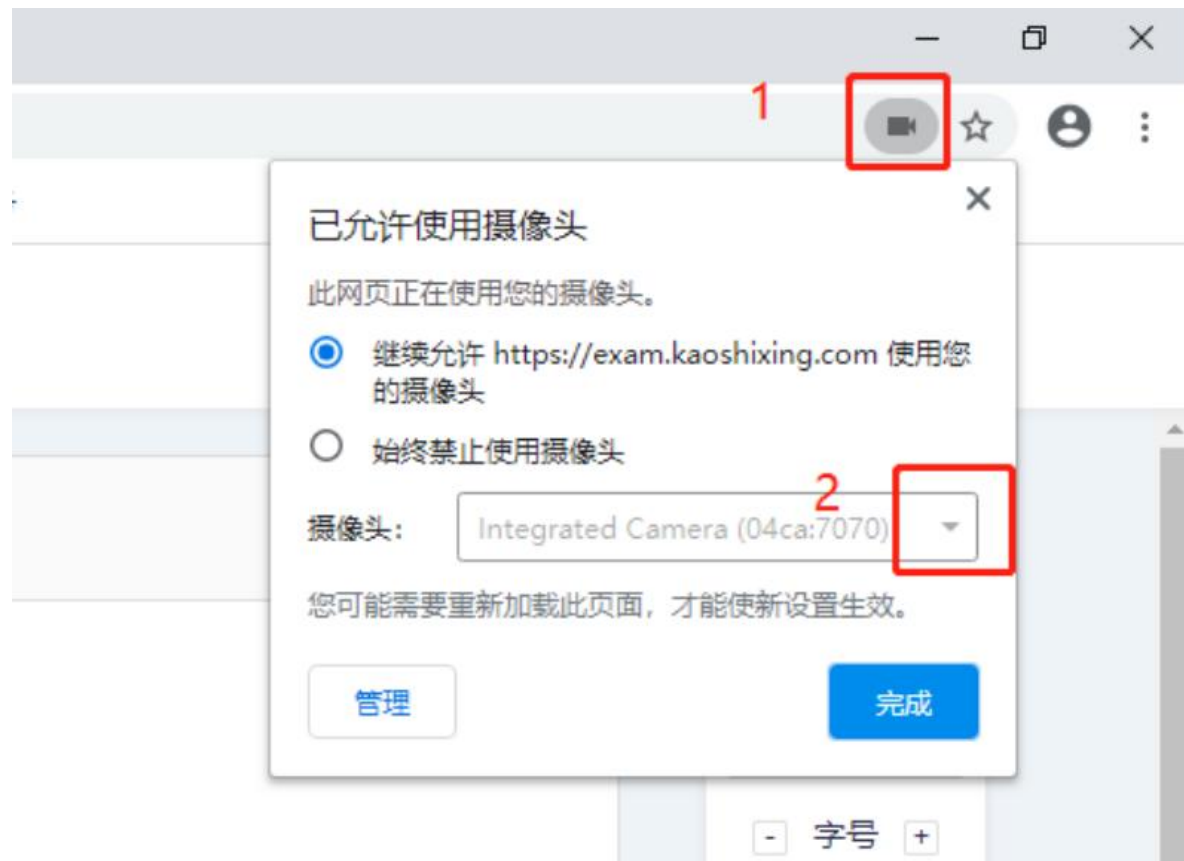 1
已允许使用摄像头
此网页正在使用您的摄像头。
继续允许 https://exam.kaoshixing.com 使用您
的摄像头
始终禁止使用摄像头
2
摄像头：
Integrated Camera (04ca:7070)
您可能需要重新加载此页面，才能使新设置生效。
管理
完成
- 字号 +